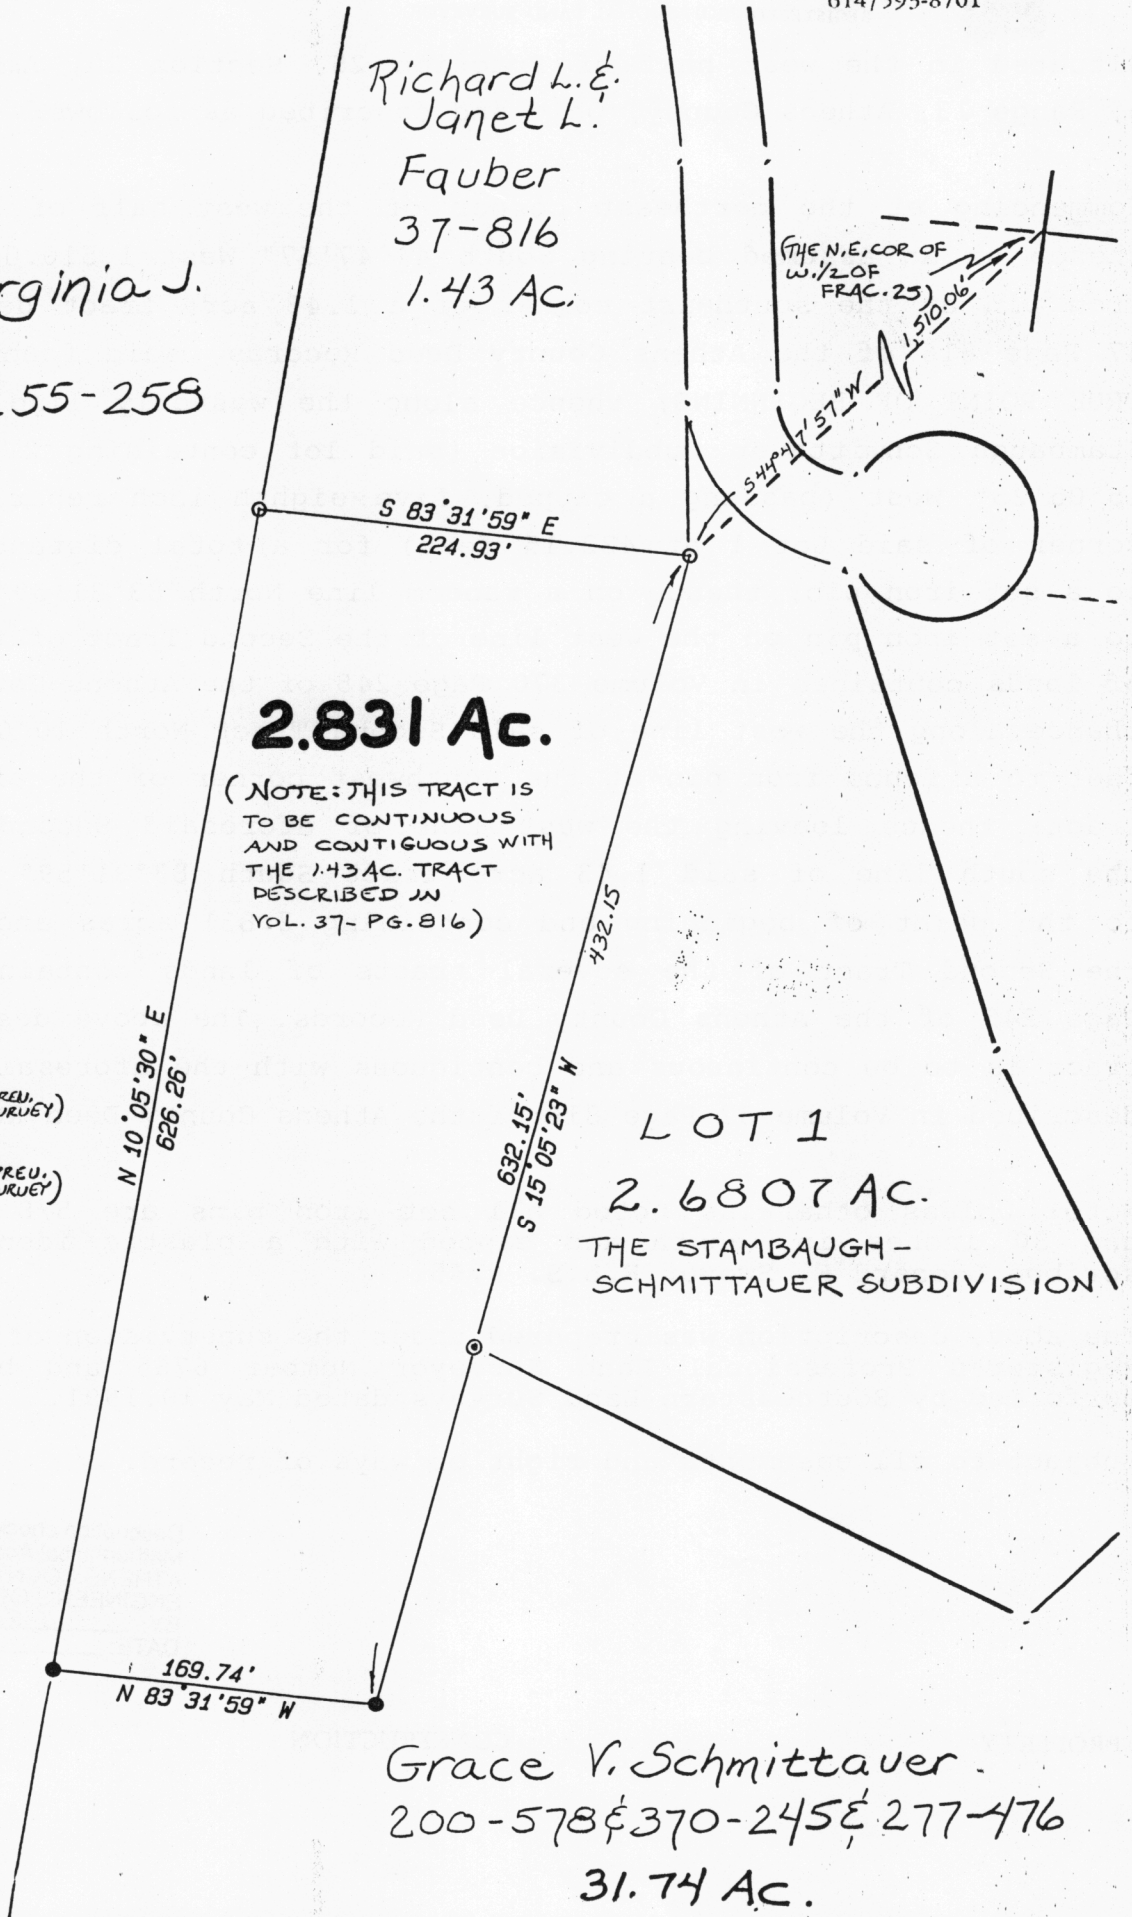 614/593-8701
Richard L. &
Janet L.
Fauber
37-816
1.43 Ac.
rginia J.
155-258
(THE N.E. COR OF
W. 1/2 OF
FRAC. 25)
1,510.06'
S 44°47'57" W
S 83°31'59" E
224.93'
2.831 Ac.
(NOTE: THIS TRACT IS
TO BE CONTINUOUS
AND CONTIGUOUS WITH
THE 1.43 AC. TRACT
DESCRIBED IN
VOL. 37- PG. 816)
432.15
N 10°05'30" E
626.26'
632.15'
S 15°05'23" W
PREV.
URVEY)
LOT 1
2.6807 AC.
THE STAMBAUGH-
SCHMITTAUER SUBDIVISION
169.74'
N 83°31'59" W
Grace V. Schmittauer
200-578 & 370-245 & 277-476
31.74 Ac.